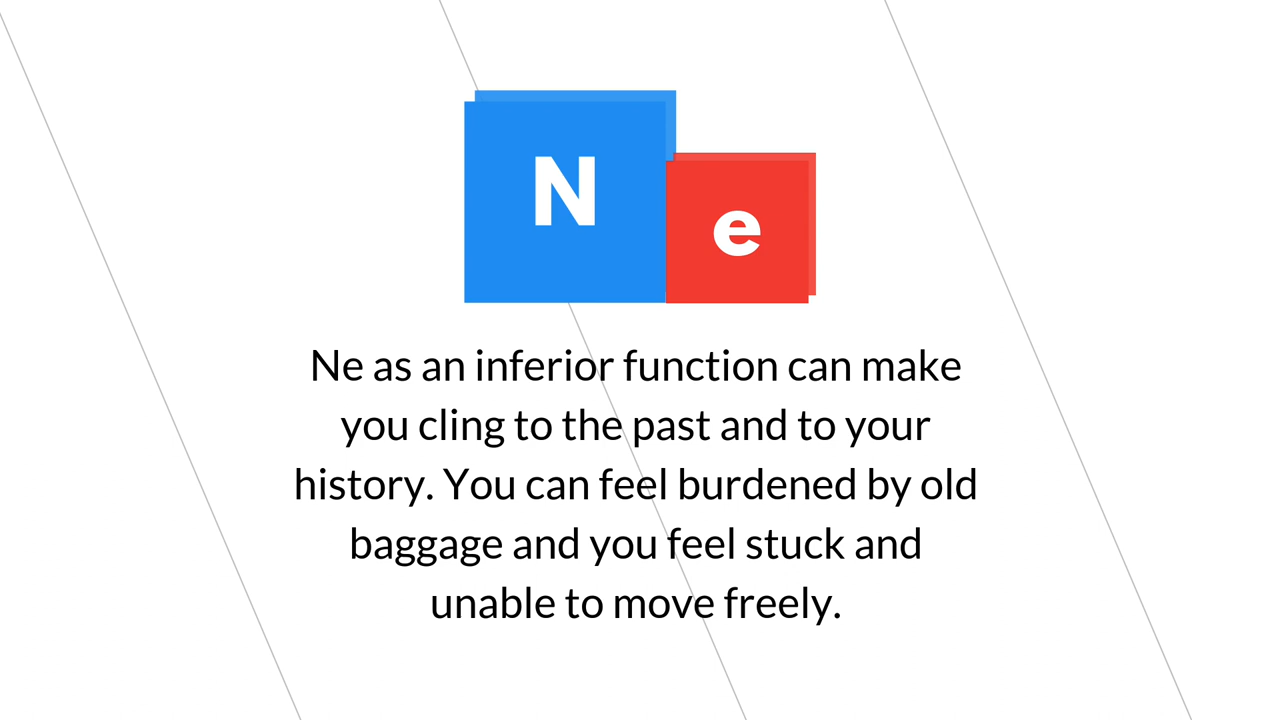 N e
Ne as an inferior function can make
you cling to the past and to your
history. You can feel burdened by old
baggage and you feel stuck and
unable to move freely.